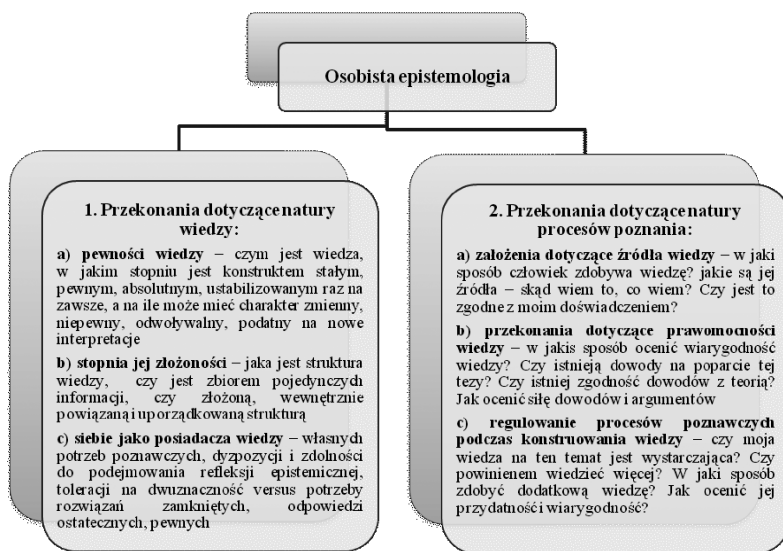 Osobista epistemologia
1. Przekonania dotyczące natury
wiedzy:
a) pewności wiedzy – czym jest wiedza,
w jakim stopniu jest konstruktem stałym,
pewnym, absolutnym, ustabilizowanym raz na
zawsze, a na ile może mieć charakter zmienny,
niepewny, odwoływalny, podatny na nowe
interpretacje
b) stopnia jej złożoności – jaka jest struktura
wiedzy, czy jest zbiorem pojedynczych
informacji, czy złożoną, wewnętrznie
powiązaną i uporządkowaną strukturą
c) siebie jako posiadacza wiedzy – własnych
potrzeb poznawczych, dyzpozycji i zdolności
do podejmowania refleksji epistemicznej,
toleracji na dwuznaczność versus potrzeby
rozwiązań zamkniętych, odpowiedzi
ostatecznych, pewnych
2. Przekonania dotyczące natury
procesów poznania:
a) założenia dotyczące źródła wiedzy – w jaki
sposób człowiek zdobywa wiedzę? jakie są jej
źródła – skąd wiem to, co wiem? Czy jest to
zgodne z moim doświadczeniem?
b) przekonania dotyczące prawomocności
wiedzy – w jakis sposób ocenić wiarygodność
wiedzy? Czy istnieją dowody na poparcie tej
tezy? Czy istniej zgodność dowodów z teorią?
Jak ocenić siłę dowodów i argumentów
c) regulowanie procesów poznawczych
podczas konstruowania wiedzy – czy moja
wiedza na ten temat jest wystarczająca? Czy
powinienem wiedzieć więcej? W jaki sposób
zdobyć dodatkową wiedzę? Jak ocenić jej
przydatność i wiarygodność?